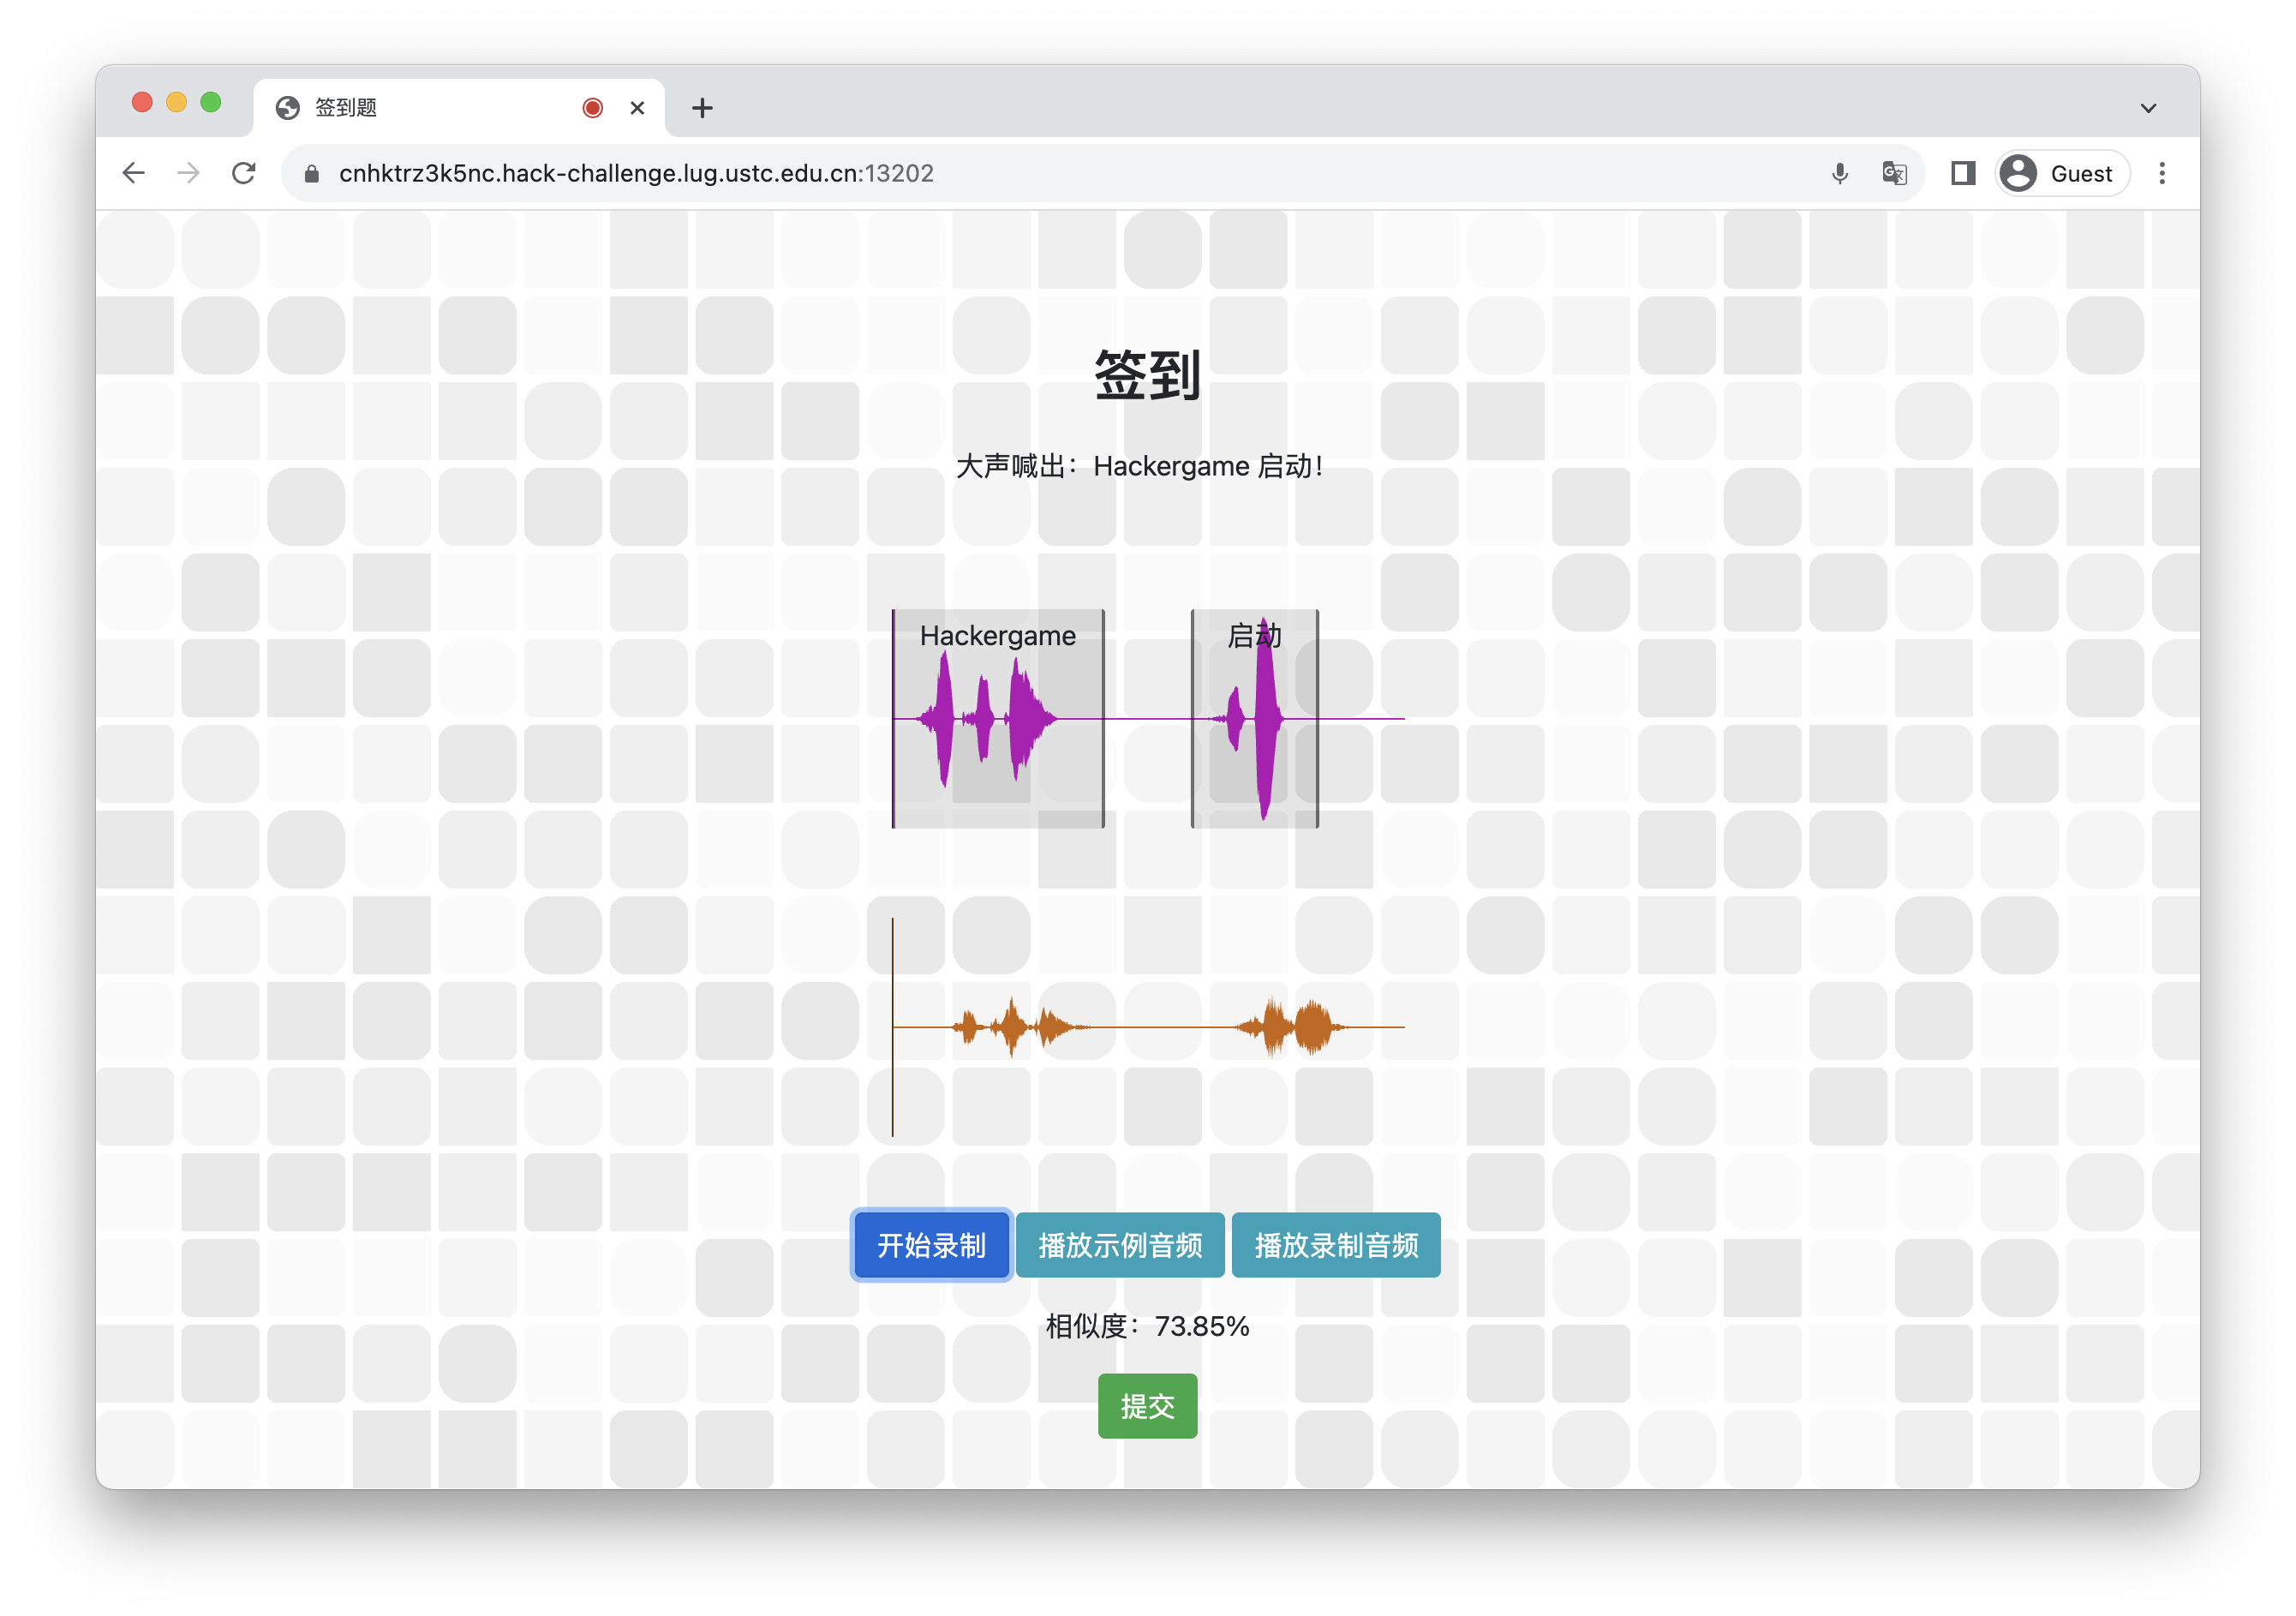 签到题
cnhktrz3k5nc.hack-challenge.lug.ustc.edu.cn:13202
Guest
签到
大声喊出：Hackergame 启动！
Hackergame
启动
开始录制
播放示例音频
播放录制音频
相似度：73.85%
提交